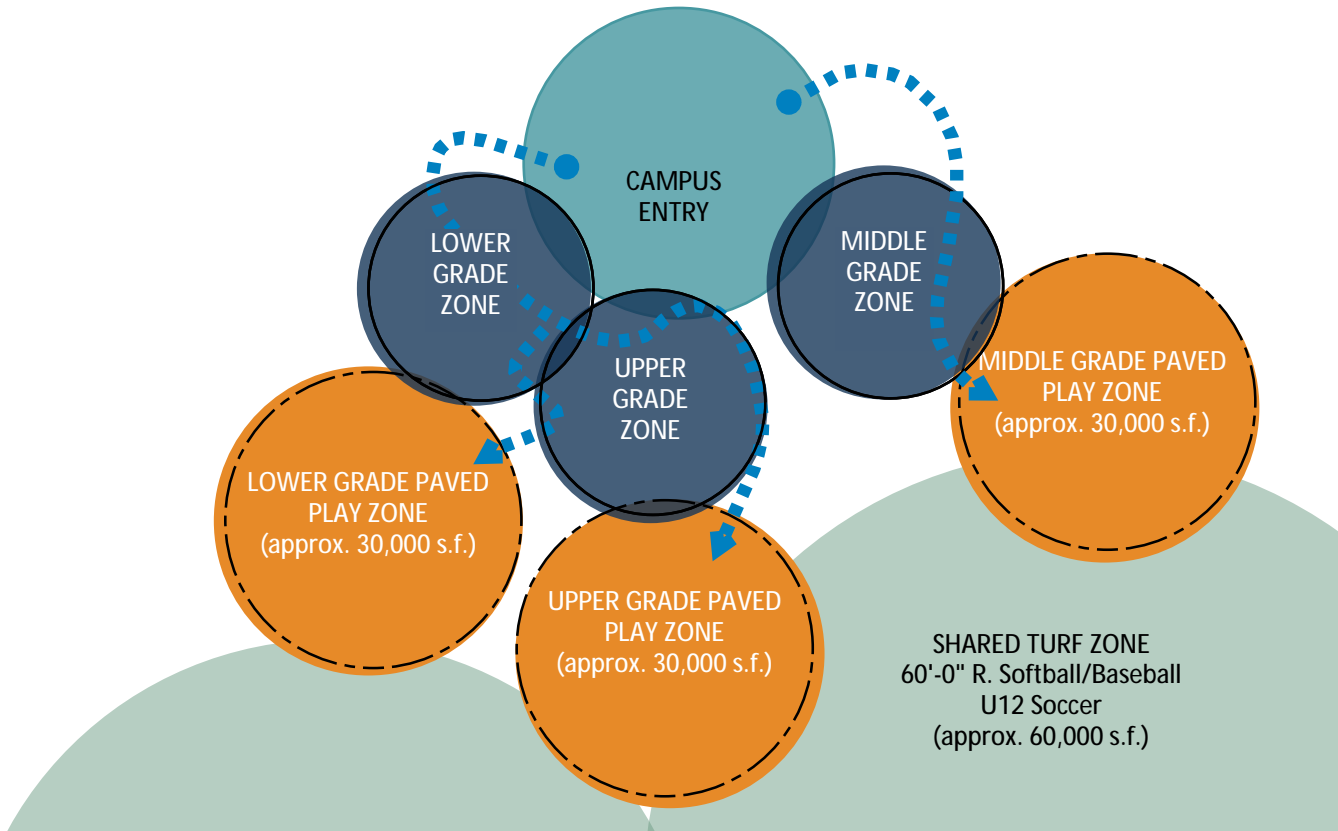 CAMPUS
ENTRY
LOWER
GRADE
ZONE
MIDDLE
GRADE
ZONE
UPPER
GRADE
ZONE
MIDDLE GRADE PAVED
PLAY ZONE
(approx. 30,000 s.f.)
LOWER GRADE PAVED
PLAY ZONE
(approx. 30,000 s.f.)
UPPER GRADE PAVED
PLAY ZONE
(approx. 30,000 s.f.)
SHARED TURF ZONE
60'-0" R. Softball/Baseball
U12 Soccer
(approx. 60,000 s.f.)